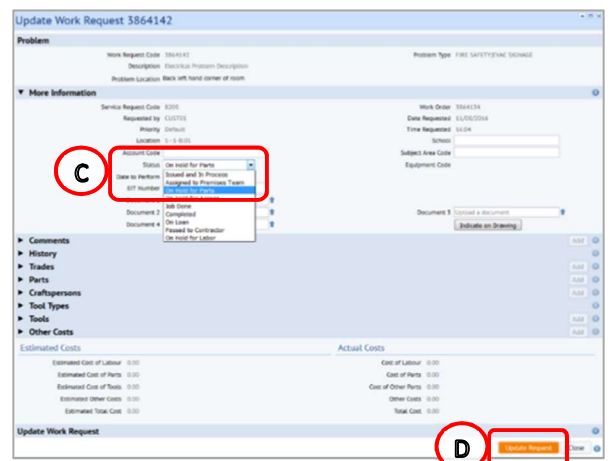 Update Work Request 3864142
Problem
Work Request Code 3864142 Problem Type FIRE SAFETY|EVAC SIGNAGE
Description Electrical Problem Description
Problem Location Back left hand corner of room
More Information
Service Request Code 8205 Work Order 3864134
Requested by CUSTOS Date Requested 11/08/2016
Priority Default Time Requested
Location School
Account Code Subject Area Code
C
Status On Hold for Parts Equipment Code
Date to Perform Issued and In Process
Assigned to Premises Team
EIT Number On Hold for Parts
Job Done
Document 2 Completed Document 3 Upload a document
On Loan
Document 4 Passed to Contractor Indicate on Drawing
On Hold for Labor
Comments Add
History
Trades Add
Parts Add
Craftspersons Add
Tool Types
Tools Add
Other Costs Add
Estimated Costs Actual Costs
Estimated Cost of Labour 0.00 Cost of Labour 0.00
Estimated Cost of Parts 0.00 Cost of Parts 0.00
Estimated Cost of Tools 0.00 Cost of Other Parts 0.00
Estimated Other Costs 0.00 Other Costs 0.00
Estimated Total Cost 0.00 Total Cost 0.00
Update Work Request
D Update Request Close